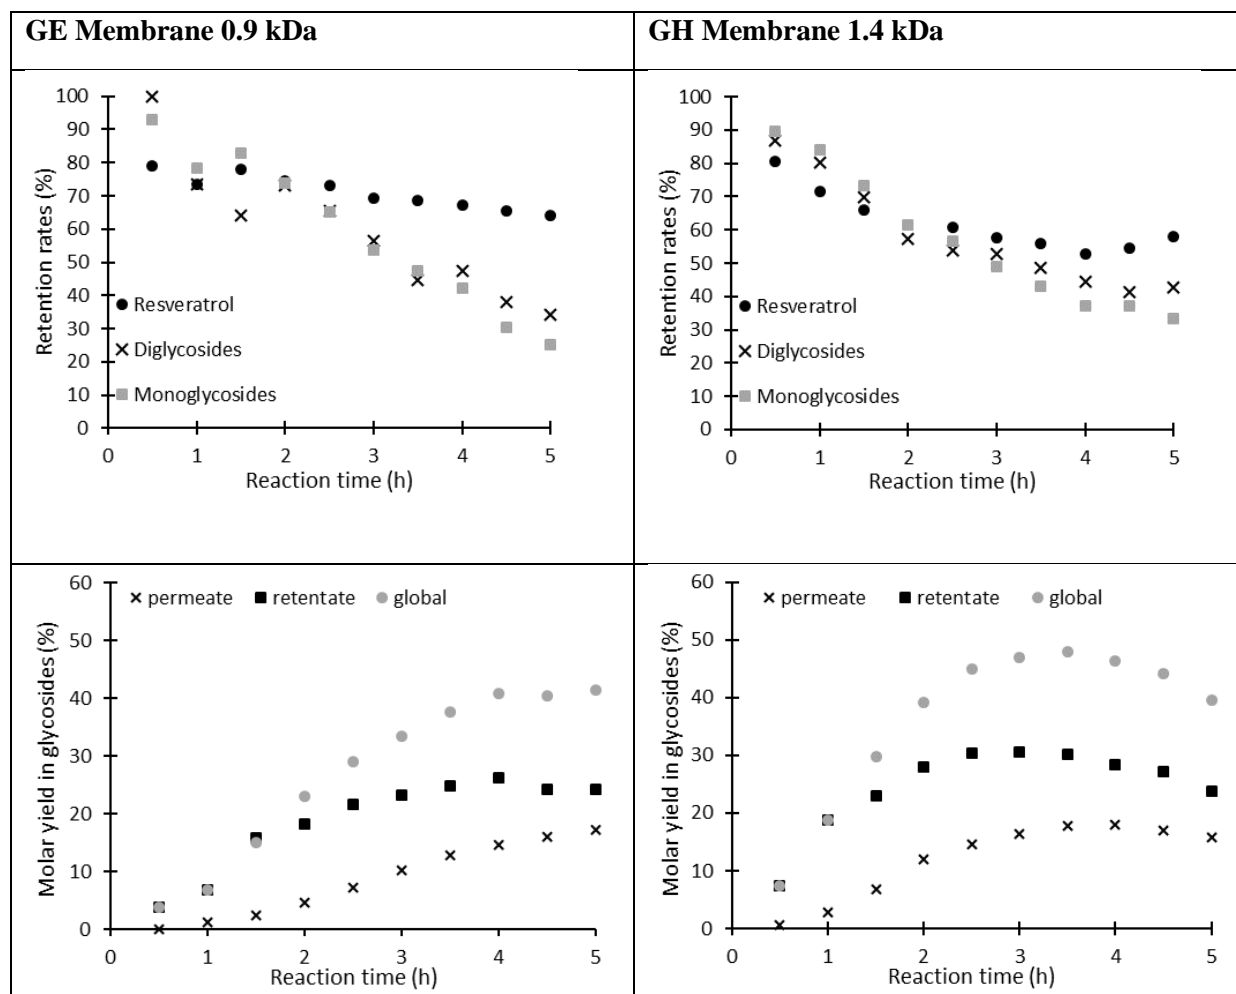 GE Membrane 0.9 kDa
GH Membrane 1.4 kDa
Retention rates (%)
100
90
80
70
60
50
40
30
20
10
0
Resveratrol
Diglycosides
Monoglycosides
0 1 2 3 4 5
Reaction time (h)
Retention rates (%)
100
90
80
70
60
50
40
30
20
10
0
Resveratrol
Diglycosides
Monoglycosides
0 1 2 3 4 5
Reaction time (h)
Molar yield in glycosides (%)
60
50
40
30
20
10
0
permeate retentate global
0 1 2 3 4 5
Reaction time (h)
Molar yield in glycosides (%)
60
50
40
30
20
10
0
permeate retentate global
0 1 2 3 4 5
Reaction time (h)